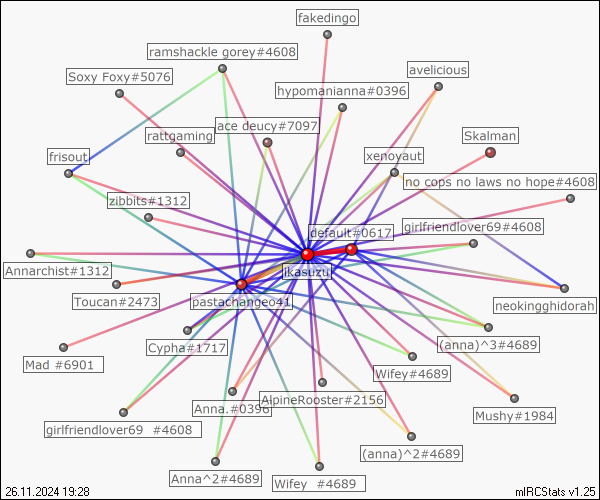 fakedingo
ramshackle gorey#4608
avelicious
Soxy Foxy#5076
hypomanianna#0396
ace deucy#7097
rattgaming
Skalman
frisout
xenoyaut
no cops no laws no hope#4608
zibbits#1312
default#0617
girlfriendlover69#4608
Annarchist#1312
ikasuzu
Toucan#2473
pastachangeo41
neokingghidorah
Cypha#1717
(anna)^3#4689
Mad #6901
Wifey#4689
AlpineRooster#2156
Anna.#0396
Mushy#1984
girlfriendlover69  #4608
(anna)^2#4689
Anna^2#4689
Wifey  #4689
26.11.2024 19:28
mIRCStats v1.25